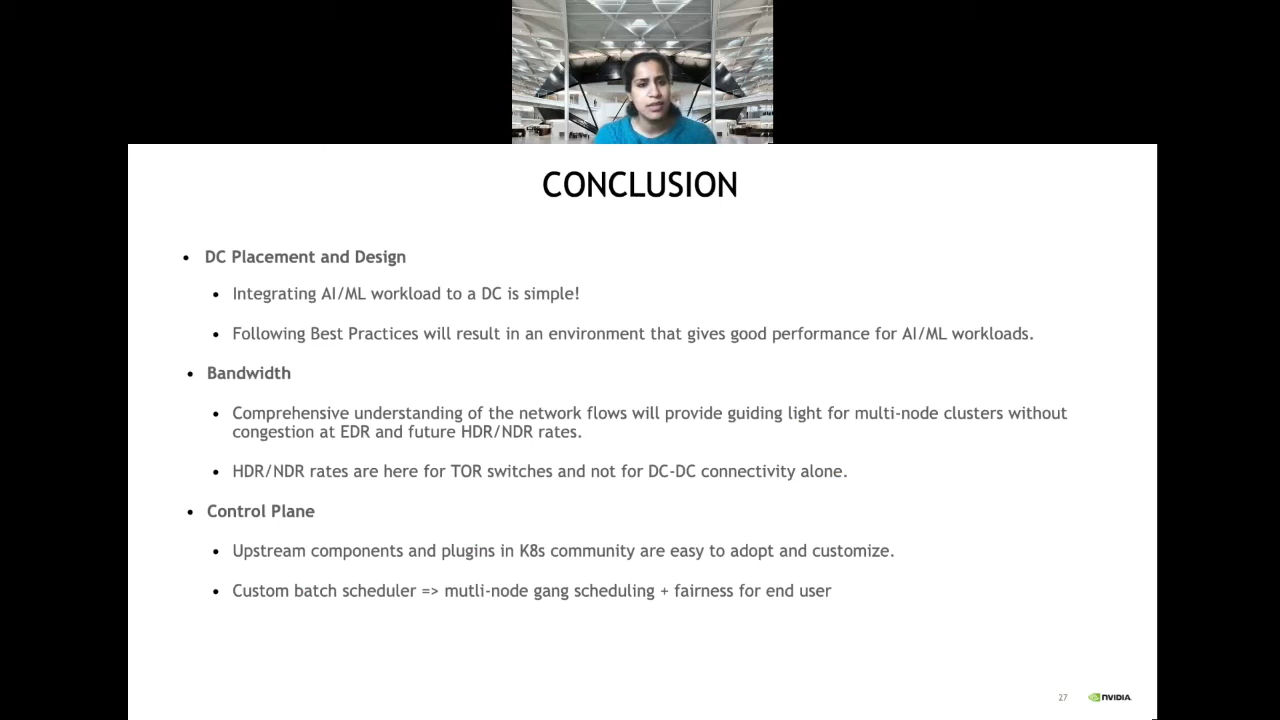 CONCLUSION
• DC Placement and Design
• Integrating AI/ML workload to a DC is simple!
• Following Best Practices will result in an environment that gives good performance for AI/ML workloads.
• Bandwidth
• Comprehensive understanding of the network flows will provide guiding light for multi-node clusters without
congestion at EDR and future HDR/NDR rates.
• HDR/NDR rates are here for TOR switches and not for DC-DC connectivity alone.
• Control Plane
• Upstream components and plugins in K8s community are easy to adopt and customize.
• Custom batch scheduler => mutli-node gang scheduling + fairness for end user
27 NVIDIA.